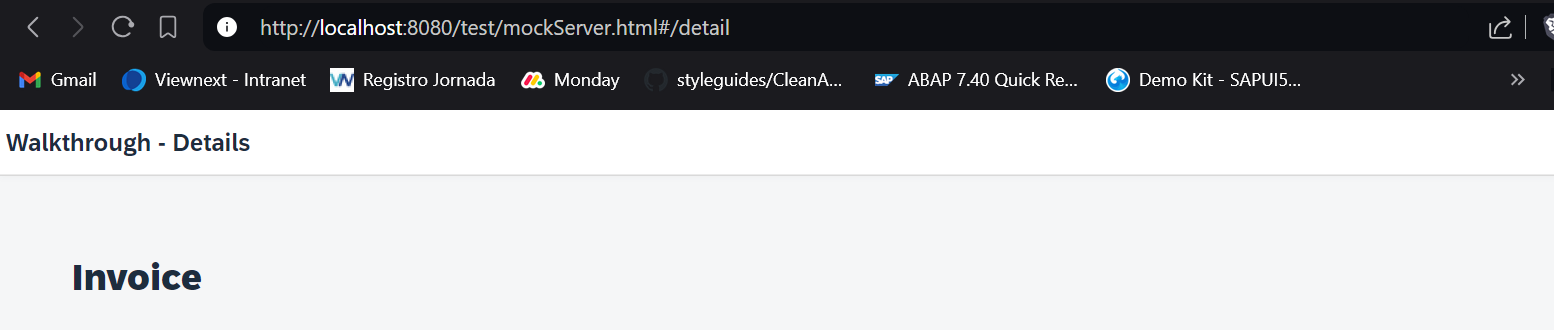 http://localhost:8080/test/mockServer.html#/detail
Gmail Viewnext - Intranet Registro Jornada Monday styleguides/CleanA... SAP ABAP 7.40 Quick Re... Demo Kit - SAPUI5...
Walkthrough - Details
Invoice